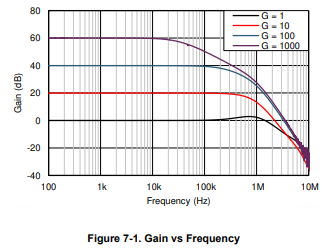 80
60
40
20
0
-20
-40
Gain (dB)
G = 1
G = 10
G = 100
G = 1000
100
1k
10k
100k
1M
10M
Frequency (Hz)
Figure 7-1. Gain vs Frequency